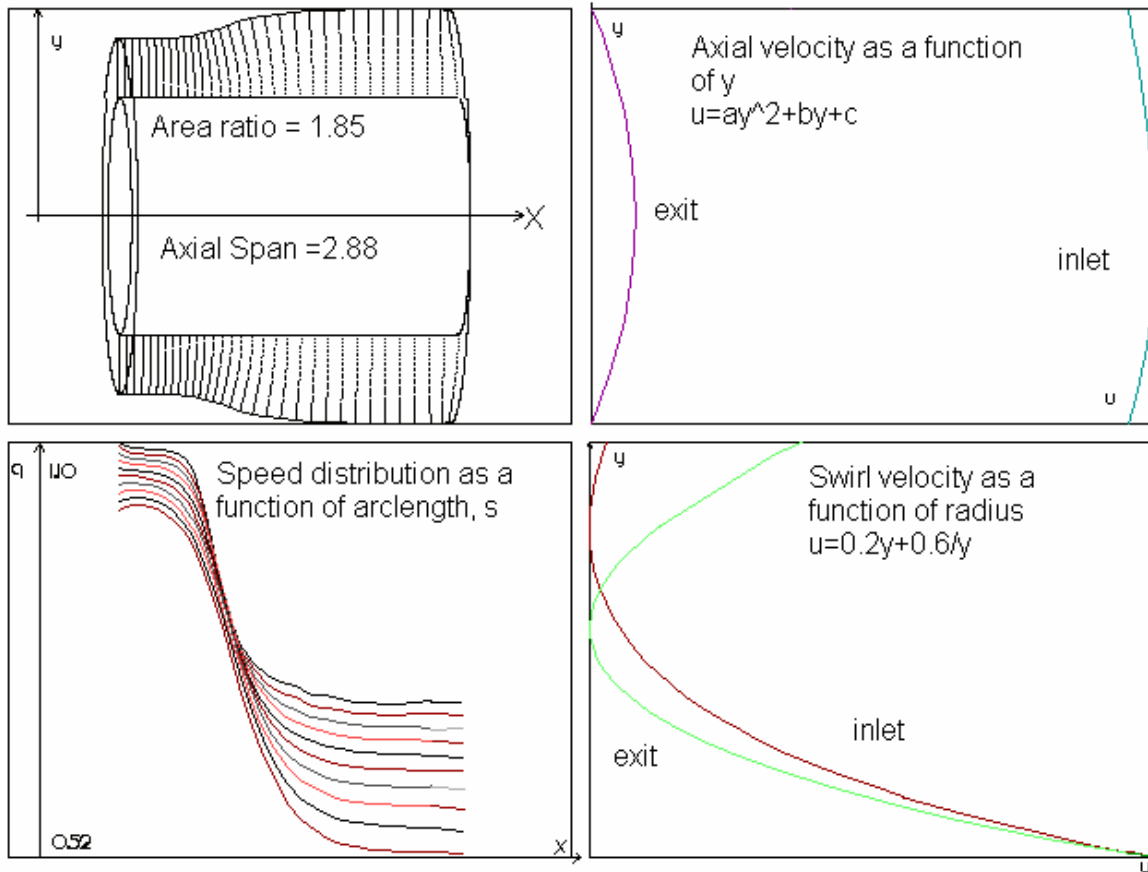 y
Area ratio = 1.85
X
Axial Span =2.88
y
Axial velocity as a function
of y
u=ay^2+by+c
exit
inlet
u
q
1.10
Speed distribution as a
function of arclength, s
0.52
X
y
Swirl velocity as a
function of radius
u=0.2y+0.6/y
inlet
exit
u